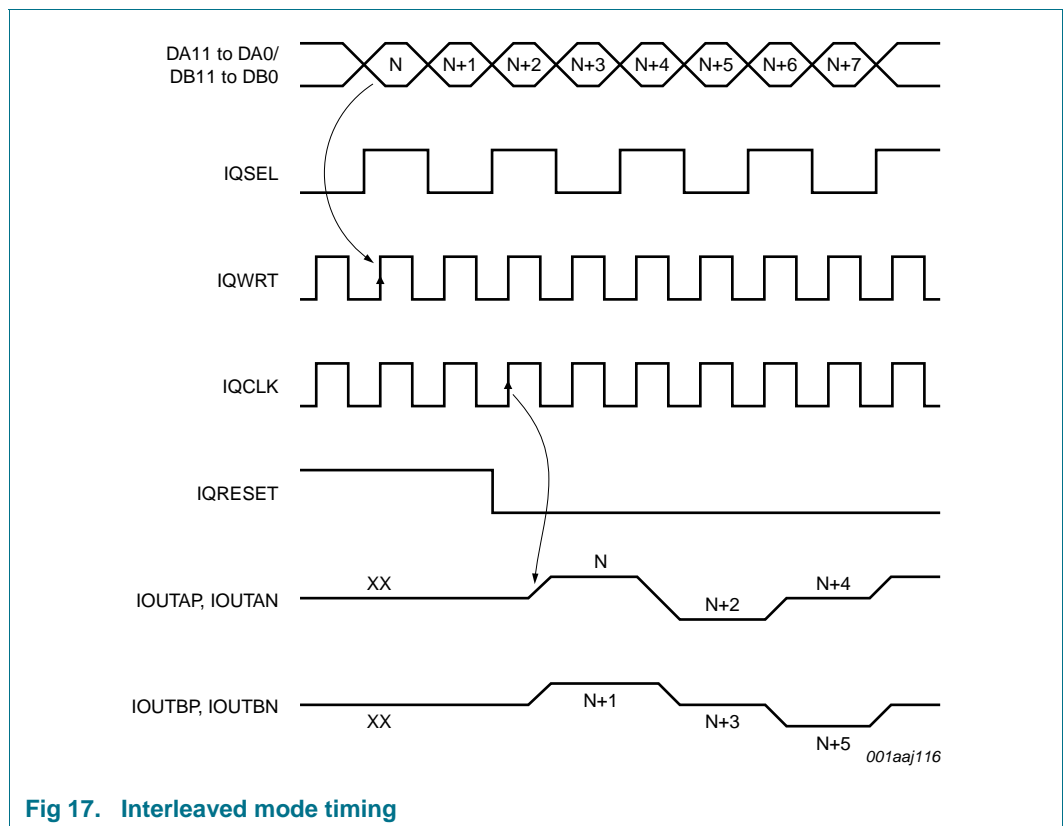 DA11 to DA0/
DB11 to DB0
N N+1 N+2 N+3 N+4 N+5 N+6 N+7
IQSEL
IQWRT
IQCLK
IQRESET
IOUTAP, IOUTAN
XX
N
N+2
N+4
IOUTBP, IOUTBN
XX
N+1
N+3
N+5
001aaj116
Fig 17. Interleaved mode timing